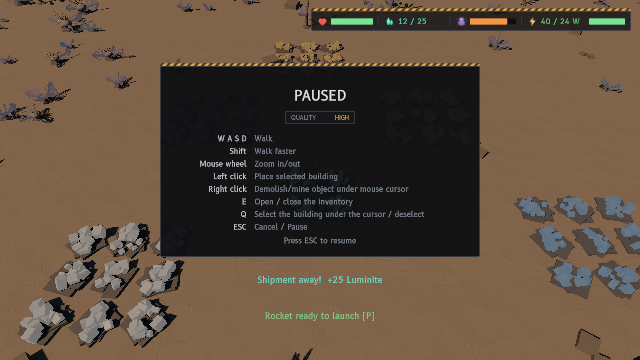 12 / 25
40 / 24 W
PAUSED
QUALITY HIGH
W A S D Walk
Shift Walk faster
Mouse wheel Zoom in/out
Left click Place selected building
Right click Demolish/mine object under mouse cursor
E Open / close the inventory
Q Select the building under the cursor / deselect
ESC Cancel / Pause
Press ESC to resume
Shipment away! +25 Luminite
Rocket ready to launch [P]